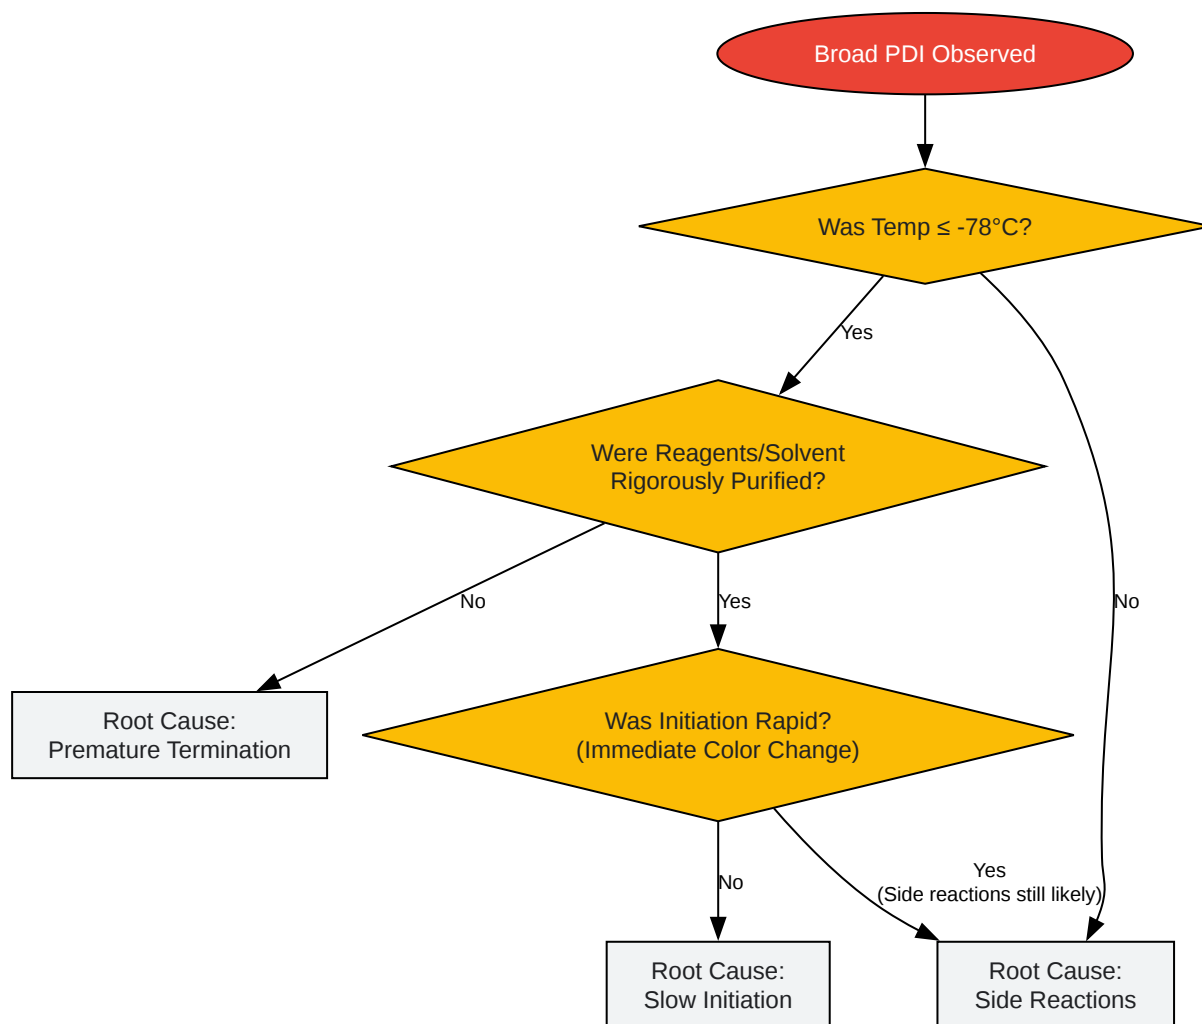 Broad PDI Observed
Was Temp ≤ -78°C?
Yes
Were Reagents/Solvent
Rigorously Purified?
No
Yes
No
Root Cause:
Premature Termination
Was Initiation Rapid?
(Immediate Color Change)
No
Yes
(Side reactions still likely)
Root Cause:
Slow Initiation
Root Cause:
Side Reactions